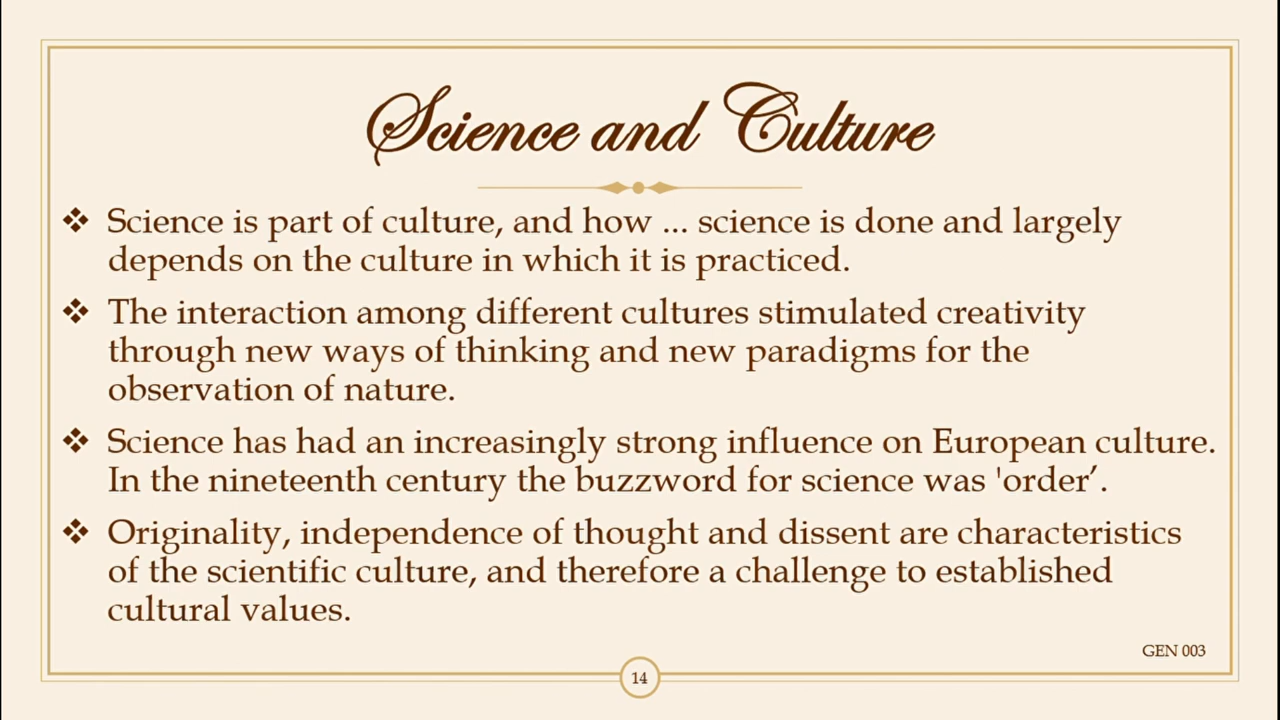 Science and Culture
❖ Science is part of culture, and how ... science is done and largely
depends on the culture in which it is practiced.
❖ The interaction among different cultures stimulated creativity
through new ways of thinking and new paradigms for the
observation of nature.
❖ Science has had an increasingly strong influence on European culture.
In the nineteenth century the buzzword for science was 'order’.
❖ Originality, independence of thought and dissent are characteristics
of the scientific culture, and therefore a challenge to established
cultural values.
GEN 003
14